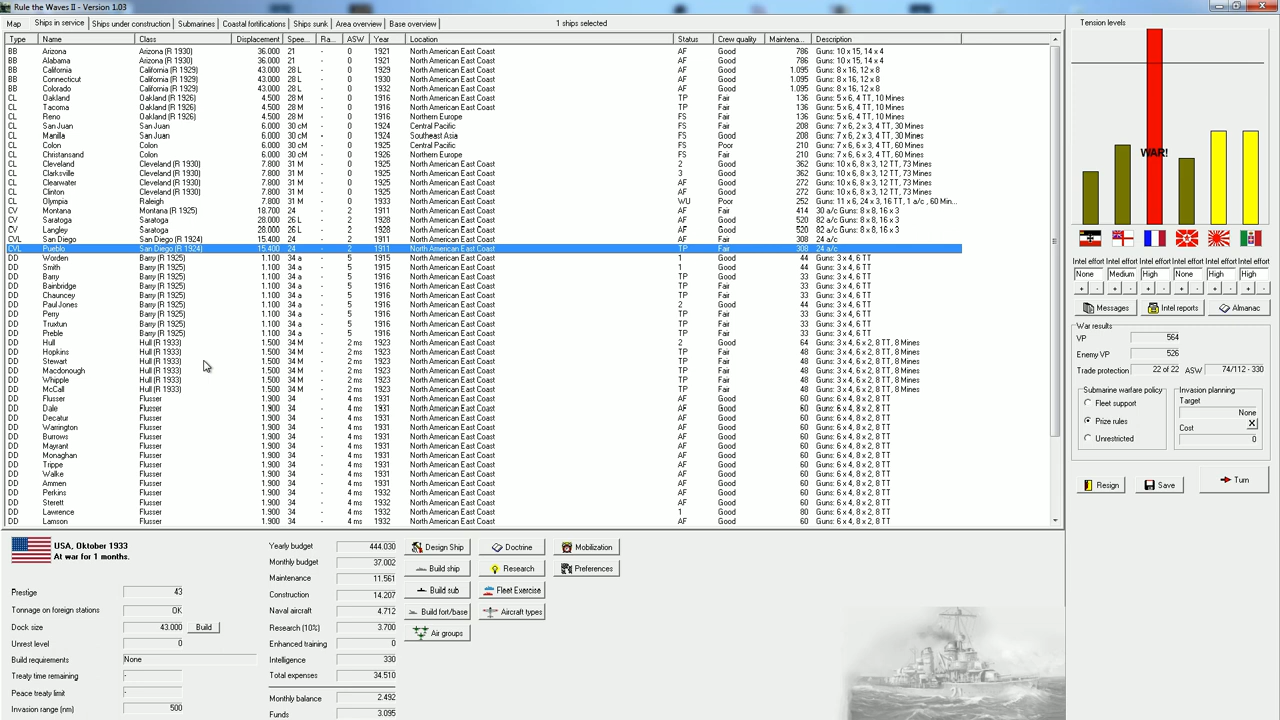 Rule the Waves II - Version 1.03
Map Ships in service Ships under construction Submarines Coastal fortifications Ships sunk Area overview Base overview 1 ships selected
Type Name Class Displacement Spee... Ra... ASW Year Location Status Crew quality Maintena... Description
BB Arizona Arizona (R 1930) 36.000 21 - 0 1921 North American East Coast AF Good 786 Guns: 10 x 15, 14 x 4
BB Alabama Arizona (R 1930) 36.000 21 - 0 1921 North American East Coast AF Good 786 Guns: 10 x 15, 14 x 4
BB California California (R 1929) 43.000 28 L - 0 1929 North American East Coast AF Good 1.095 Guns: 8 x 16, 12 x 8
BB Connecticut California (R 1929) 43.000 28 L - 0 1930 North American East Coast AF Good 1.095 Guns: 8 x 16, 12 x 8
BB Colorado California (R 1929) 43.000 28 L - 0 1932 North American East Coast AF Good 1.095 Guns: 8 x 16, 12 x 8
CL Oakland Oakland (R 1926) 4.500 28 M - 0 1916 North American East Coast TP Fair 136 Guns: 5 x 6, 4 TT, 10 Mines
CL Tacoma Oakland (R 1926) 4.500 28 M - 0 1916 North American East Coast TP Fair 136 Guns: 5 x 6, 4 TT, 10 Mines
CL Reno Oakland (R 1926) 4.500 28 M - 0 1916 Northern Europe FS Fair 136 Guns: 5 x 6, 4 TT, 10 Mines
CL San Juan San Juan 6.000 30 cM - 0 1924 Central Pacific FS Fair 208 Guns: 7 x 6, 2 x 3, 4 TT, 30 Mines
CL Manilla San Juan 6.000 30 cM - 0 1924 Southeast Asia FS Good 208 Guns: 7 x 6, 2 x 3, 4 TT, 30 Mines
CL Colon Colon 6.000 30 cM - 0 1925 Central Pacific FS Poor 210 Guns: 7 x 6, 4 x 3, 4 TT, 60 Mines
CL Christansand Colon 6.000 30 cM - 0 1926 Northern Europe FS Fair 210 Guns: 7 x 6, 4 x 3, 4 TT, 60 Mines
CL Cleveland Cleveland (R 1930) 7.800 31 M - 0 1925 North American East Coast 2 Good 362 Guns: 10 x 6, 8 x 3, 12 TT, 73 Mines
CL Clarksville Cleveland (R 1930) 7.800 31 M - 0 1925 North American East Coast 3 Good 362 Guns: 10 x 6, 8 x 3, 12 TT, 73 Mines
CL Clearwater Cleveland (R 1930) 7.800 31 M - 0 1925 North American East Coast AF Good 272 Guns: 10 x 6, 8 x 3, 12 TT, 73 Mines
CL Clinton Cleveland (R 1930) 7.800 31 M - 0 1925 North American East Coast AF Good 272 Guns: 10 x 6, 8 x 3, 12 TT, 73 Mines
CL Olympia Raleigh 7.800 31 M - 0 1933 North American East Coast WU Poor 252 Guns: 11 x 6, 24 x 3, 16 TT, 1 a/c , 60 Min...
CV Montana Montana (R 1925) 18.700 24 - 2 1911 North American East Coast AF Good 414 30 a/c Guns: 8 x 8, 16 x 3
CV Saratoga Saratoga 28.000 26 L - 2 1928 North American East Coast AF Good 520 82 a/c Guns: 8 x 8, 16 x 3
CV Langley Saratoga 28.000 26 L - 2 1929 North American East Coast AF Good 520 82 a/c Guns: 8 x 8, 16 x 3
CVL San Diego San Diego (R 1924) 15.400 24 - 2 1911 North American East Coast AF Fair 308 24 a/c
CVL Pueblo San Diego (R 1924) 15.400 24 - 2 1911 North American East Coast TP Fair 308 24 a/c
DD Worden Barry (R 1925) 1.100 34 a - 5 1915 North American East Coast 1 Good 44 Guns: 3 x 4, 6 TT
DD Smith Barry (R 1925) 1.100 34 a - 5 1915 North American East Coast 1 Good 44 Guns: 3 x 4, 6 TT
DD Barry Barry (R 1925) 1.100 34 a - 5 1916 North American East Coast TP Good 33 Guns: 3 x 4, 6 TT
DD Bainbridge Barry (R 1925) 1.100 34 a - 5 1916 North American East Coast TP Fair 33 Guns: 3 x 4, 6 TT
DD Chauncey Barry (R 1925) 1.100 34 a - 5 1916 North American East Coast TP Good 33 Guns: 3 x 4, 6 TT
DD Paul Jones Barry (R 1925) 1.100 34 a - 5 1916 North American East Coast 2 Good 44 Guns: 3 x 4, 6 TT
DD Perry Barry (R 1925) 1.100 34 a - 5 1916 North American East Coast TP Fair 33 Guns: 3 x 4, 6 TT
DD Truxtun Barry (R 1925) 1.100 34 a - 5 1916 North American East Coast TP Fair 33 Guns: 3 x 4, 6 TT
DD Preble Barry (R 1925) 1.100 34 a - 5 1916 North American East Coast TP Fair 33 Guns: 3 x 4, 6 TT
DD Hull Hull (R 1933) 1.500 34 M - 2 ms 1923 North American East Coast 2 Good 64 Guns: 3 x 4, 6 x 2, 8 TT, 8 Mines
DD Hopkins Hull (R 1933) 1.500 34 M - 2 ms 1923 North American East Coast TP Fair 48 Guns: 3 x 4, 6 x 2, 8 TT, 8 Mines
DD Stewart Hull (R 1933) 1.500 34 M - 2 ms 1923 North American East Coast TP Fair 48 Guns: 3 x 4, 6 x 2, 8 TT, 8 Mines
DD Macdonough Hull (R 1933) 1.500 34 M - 2 ms 1923 North American East Coast TP Fair 48 Guns: 3 x 4, 6 x 2, 8 TT, 8 Mines
DD Whipple Hull (R 1933) 1.500 34 M - 2 ms 1923 North American East Coast TP Fair 48 Guns: 3 x 4, 6 x 2, 8 TT, 8 Mines
DD McCall Hull (R 1933) 1.500 34 M - 2 ms 1923 North American East Coast TP Good 48 Guns: 3 x 4, 6 x 2, 8 TT, 8 Mines
DD Flusser Flusser 1.900 34 - 4 ms 1931 North American East Coast AF Good 60 Guns: 6 x 4, 8 x 2, 8 TT
DD Dale Flusser 1.900 34 - 4 ms 1931 North American East Coast AF Good 60 Guns: 6 x 4, 8 x 2, 8 TT
DD Decatur Flusser 1.900 34 - 4 ms 1931 North American East Coast AF Good 60 Guns: 6 x 4, 8 x 2, 8 TT
DD Warrington Flusser 1.900 34 - 4 ms 1931 North American East Coast AF Good 60 Guns: 6 x 4, 8 x 2, 8 TT
DD Burrows Flusser 1.900 34 - 4 ms 1931 North American East Coast AF Good 60 Guns: 6 x 4, 8 x 2, 8 TT
DD Mayrant Flusser 1.900 34 - 4 ms 1931 North American East Coast AF Good 60 Guns: 6 x 4, 8 x 2, 8 TT
DD Monaghan Flusser 1.900 34 - 4 ms 1931 North American East Coast AF Good 60 Guns: 6 x 4, 8 x 2, 8 TT
DD Trippe Flusser 1.900 34 - 4 ms 1931 North American East Coast AF Good 60 Guns: 6 x 4, 8 x 2, 8 TT
DD Walke Flusser 1.900 34 - 4 ms 1931 North American East Coast AF Good 60 Guns: 6 x 4, 8 x 2, 8 TT
DD Ammen Flusser 1.900 34 - 4 ms 1931 North American East Coast AF Good 60 Guns: 6 x 4, 8 x 2, 8 TT
DD Perkins Flusser 1.900 34 - 4 ms 1932 North American East Coast AF Good 60 Guns: 6 x 4, 8 x 2, 8 TT
DD Sterett Flusser 1.900 34 - 4 ms 1932 North American East Coast AF Good 60 Guns: 6 x 4, 8 x 2, 8 TT
DD Lawrence Flusser 1.900 34 - 4 ms 1932 North American East Coast 1 Good 80 Guns: 6 x 4, 8 x 2, 8 TT
DD Lamson Flusser 1.900 34 - 4 ms 1932 North American East Coast AF Good 60 Guns: 6 x 4, 8 x 2, 8 TT
Tension levels
WAR!
Intel effort Intel effort Intel effort Intel effort Intel effort Intel effort
None Medium High None High High
+ - + - + - + - + - + -
Messages Intel reports Almanac
War results
VP 564
Enemy VP 526
Trade protection 22 of 22 ASW 74/112 - 330
Submarine warfare policy
Fleet support
Prize rules
Unrestricted
Invasion planning
Target
None
Cost X
0
Resign Save Turn
USA, Oktober 1933
At war for 1 months.
Prestige 43
Tonnage on foreign stations OK
Dock size 43.000 Build
Unrest level 0
Build requirements None
Treaty time remaining -
Peace treaty limit -
Invasion range (nm) 500
Yearly budget 444.030
Monthly budget 37.002
Maintenance 11.561
Construction 14.207
Naval aircraft 4.712
Research (10%) 3.700
Enhanced training 0
Intelligence 330
Total expenses 34.510
Monthly balance 2.492
Funds 3.095
Design Ship Doctrine Mobilization
Build ship Research Preferences
Build sub Fleet Exercise
Build fort/base Aircraft types
Air groups